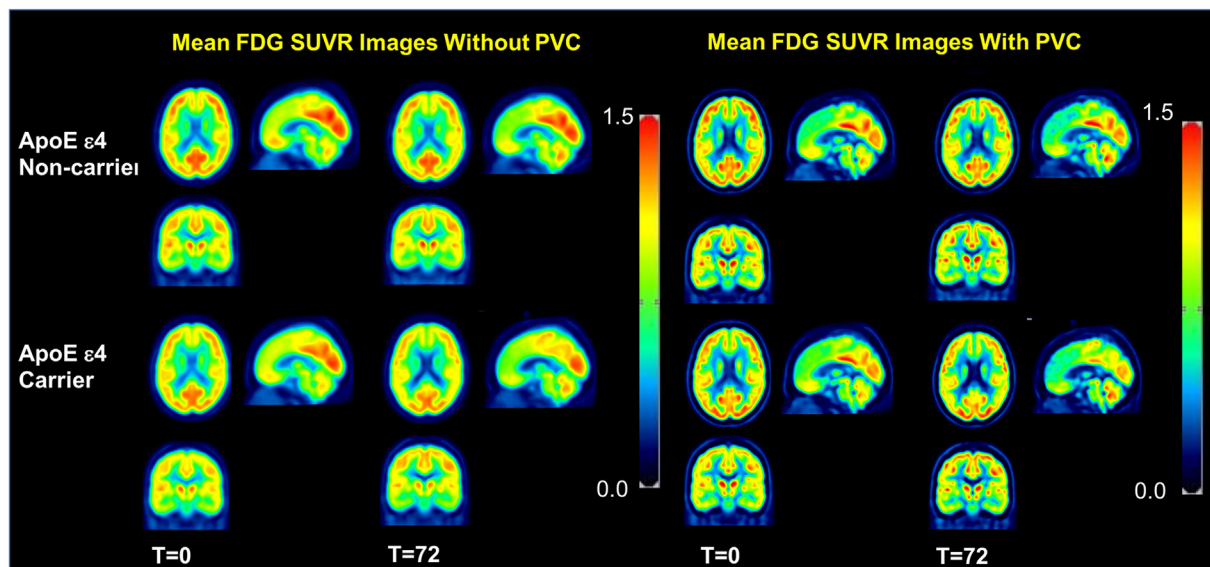 Mean FDG SUVR Images Without PVC
Mean FDG SUVR Images With PVC
1.5
1.5
ApoE ε4
Non-carrier
ApoE ε4
Carrier
0.0
0.0
T=0
T=72
T=0
T=72